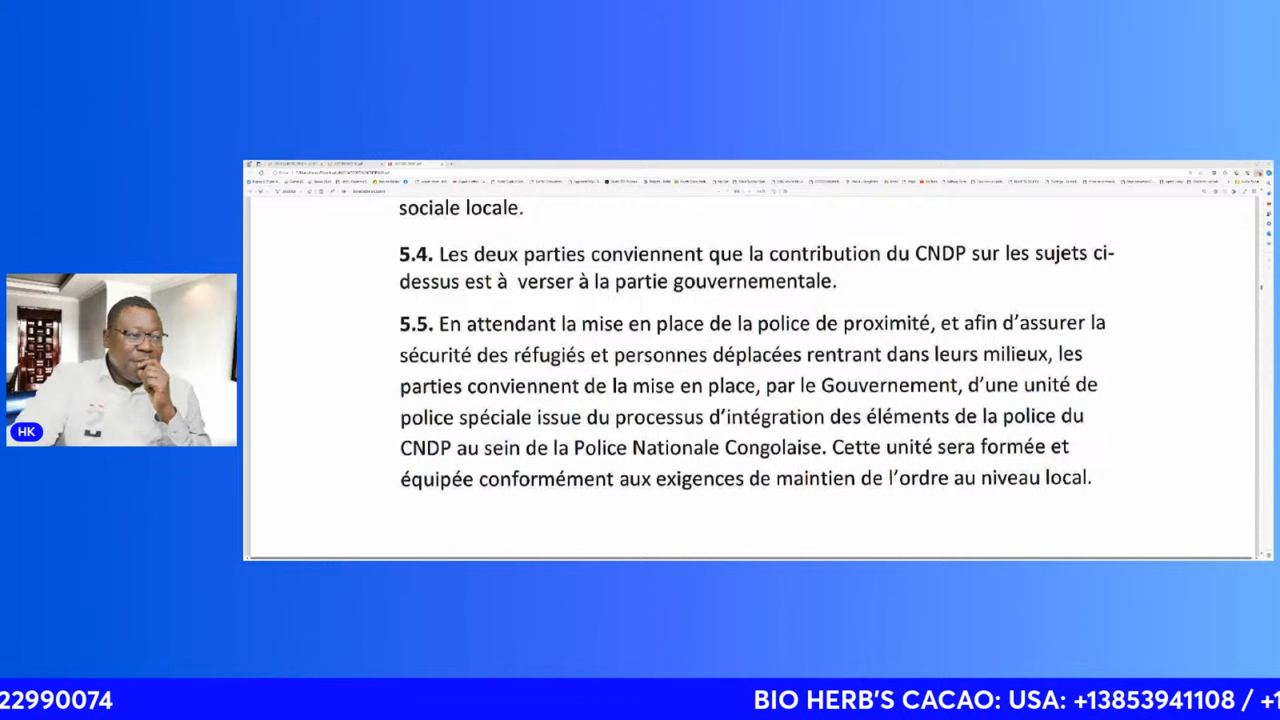 sociale locale.
5.4. Les deux parties conviennent que la contribution du CNDP sur les sujets ci-
dessus est à verser à la partie gouvernementale.
5.5. En attendant la mise en place de la police de proximité, et afin d’assurer la
sécurité des réfugiés et personnes déplacées rentrant dans leurs milieux, les
parties conviennent de la mise en place, par le Gouvernement, d’une unité de
police spéciale issue du processus d’intégration des éléments de la police du
CNDP au sein de la Police Nationale Congolaise. Cette unité sera formée et
équipée conformément aux exigences de maintien de l’ordre au niveau local.
HK
22990074 BIO HERB’S CACAO: USA: +13853941108 / +1